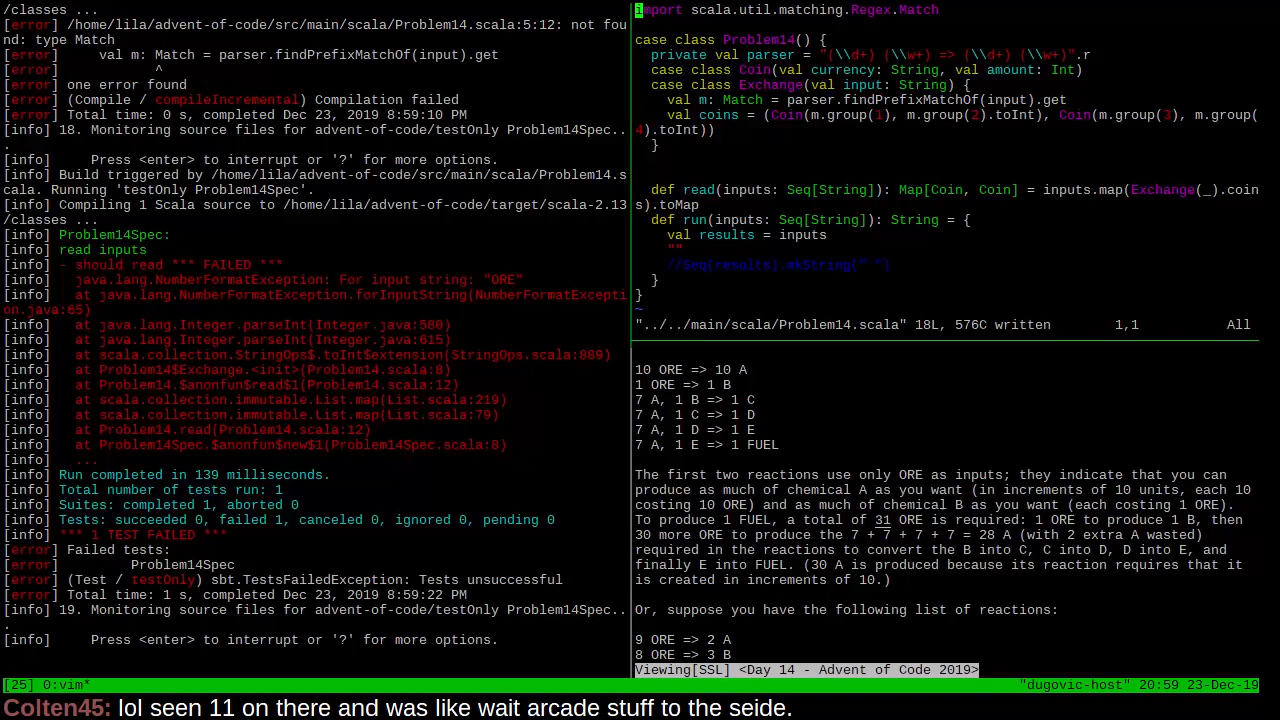 /classes ...
[error] /home/lila/advent-of-code/src/main/scala/Problem14.scala:5:12: not fou
nd: type Match
[error]     val m: Match = parser.findPrefixMatchOf(input).get
[error]            ^
[error] one error found
[error] (Compile / compileIncremental) Compilation failed
[error] Total time: 0 s, completed Dec 23, 2019 8:59:10 PM
[info] 18. Monitoring source files for advent-of-code/testOnly Problem14Spec..
.
[info]     Press <enter> to interrupt or '?' for more options.
[info] Build triggered by /home/lila/advent-of-code/src/main/scala/Problem14.s
cala. Running 'testOnly Problem14Spec'.
[info] Compiling 1 Scala source to /home/lila/advent-of-code/target/scala-2.13
/classes ...
[info] Problem14Spec:
[info] read inputs
[info] - should read *** FAILED ***
[info]   java.lang.NumberFormatException: For input string: "ORE"
[info]   at java.lang.NumberFormatException.forInputString(NumberFormatExcepti
on.java:65)
[info]   at java.lang.Integer.parseInt(Integer.java:580)
[info]   at java.lang.Integer.parseInt(Integer.java:615)
[info]   at scala.collection.StringOps$.toInt$extension(StringOps.scala:889)
[info]   at Problem14$Exchange.<init>(Problem14.scala:8)
[info]   at Problem14.$anonfun$read$1(Problem14.scala:12)
[info]   at scala.collection.immutable.List.map(List.scala:219)
[info]   at scala.collection.immutable.List.map(List.scala:79)
[info]   at Problem14.read(Problem14.scala:12)
[info]   at Problem14Spec.$anonfun$new$1(Problem14Spec.scala:8)
[info]   ...
[info] Run completed in 139 milliseconds.
[info] Total number of tests run: 1
[info] Suites: completed 1, aborted 0
[info] Tests: succeeded 0, failed 1, canceled 0, ignored 0, pending 0
[info] *** 1 TEST FAILED ***
[error] Failed tests:
[error]         Problem14Spec
[error] (Test / testOnly) sbt.TestsFailedException: Tests unsuccessful
[error] Total time: 1 s, completed Dec 23, 2019 8:59:22 PM
[info] 19. Monitoring source files for advent-of-code/testOnly Problem14Spec..
.
[info]     Press <enter> to interrupt or '?' for more options.
import scala.util.matching.Regex.Match
case class Problem14() {
  private val parser = "(\\d+) (\\w+) => (\\d+) (\\w+)".r
  case class Coin(val currency: String, val amount: Int)
  case class Exchange(val input: String) {
    val m: Match = parser.findPrefixMatchOf(input).get
    val coins = (Coin(m.group(1), m.group(2).toInt), Coin(m.group(3), m.group(
4).toInt))
  }
  def read(inputs: Seq[String]): Map[Coin, Coin] = inputs.map(Exchange(_).coin
s).toMap
  def run(inputs: Seq[String]): String = {
    val results = inputs
    ""
    //Seq(results).mkString(" ")
  }
}
~
"../../main/scala/Problem14.scala" 18L, 576C written        1,1           All
10 ORE => 10 A
1 ORE => 1 B
7 A, 1 B => 1 C
7 A, 1 C => 1 D
7 A, 1 D => 1 E
7 A, 1 E => 1 FUEL
The first two reactions use only ORE as inputs; they indicate that you can
produce as much of chemical A as you want (in increments of 10 units, each 10
costing 10 ORE) and as much of chemical B as you want (each costing 1 ORE).
To produce 1 FUEL, a total of 31 ORE is required: 1 ORE to produce 1 B, then
30 more ORE to produce the 7 + 7 + 7 + 7 = 28 A (with 2 extra A wasted)
required in the reactions to convert the B into C, C into D, D into E, and
finally E into FUEL. (30 A is produced because its reaction requires that it
is created in increments of 10.)
Or, suppose you have the following list of reactions:
9 ORE => 2 A
8 ORE => 3 B
Viewing[SSL] <Day 14 - Advent of Code 2019>
[25] 0:vim*                    "dugovic-host" 20:59 23-Dec-19
Colten45: lol seen 11 on there and was like wait arcade stuff to the seide.